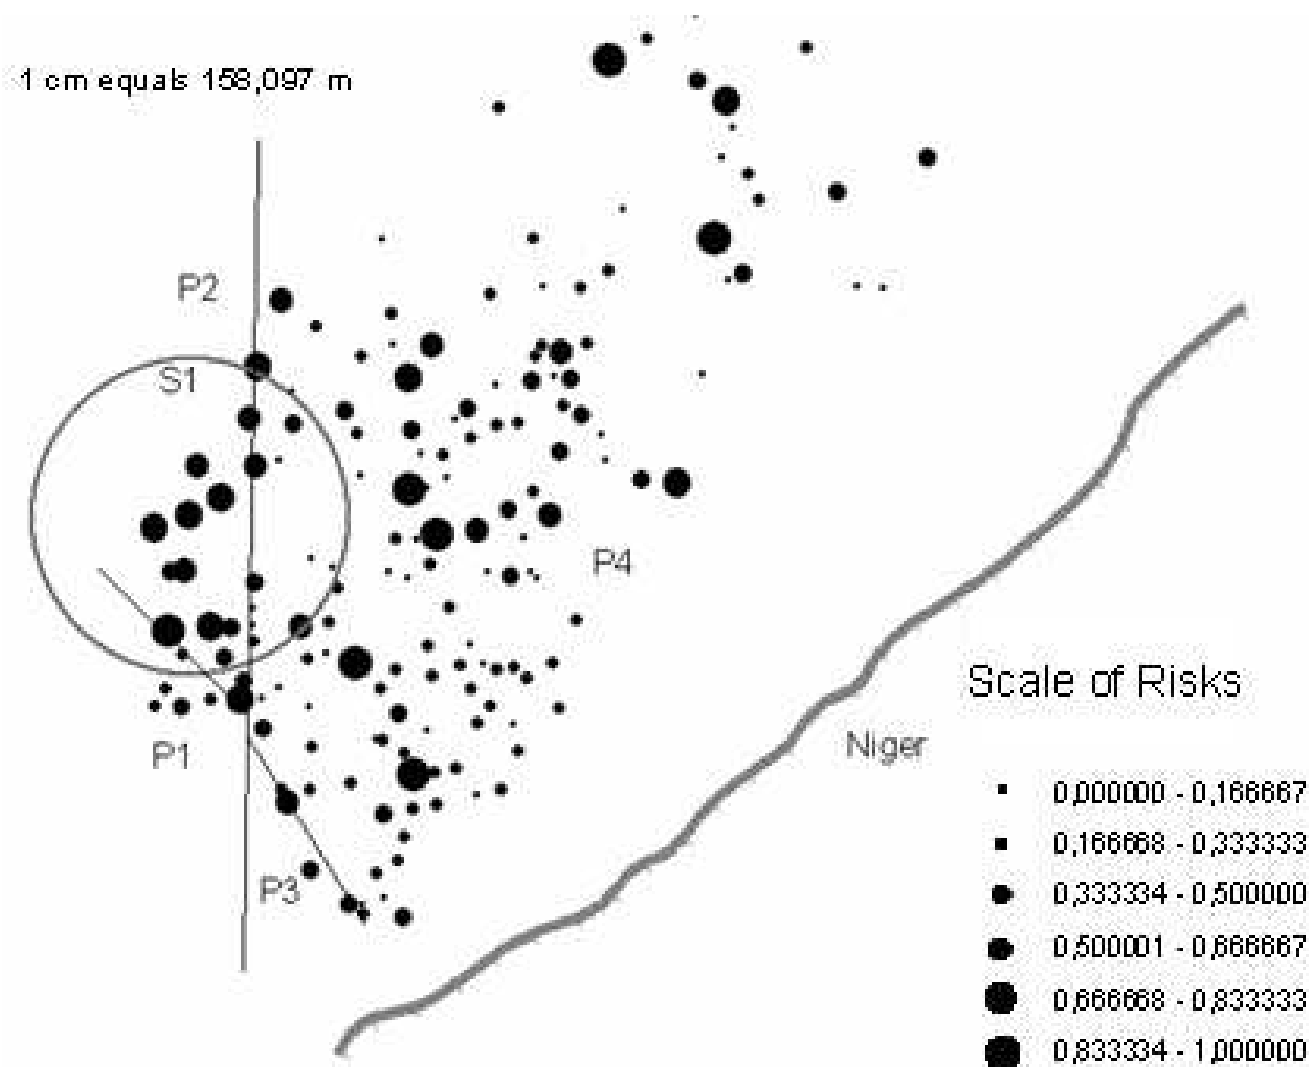 1 cm equals 158,097 m
P2
S1
P4
Scale of Risks
Niger
P1
0,000000 - 0,166667
0,166668 - 0,333333
0,333334 - 0,500000
P3
0,500001 - 0,666667
0,666668 - 0,833333
0,833334 - 1,000000